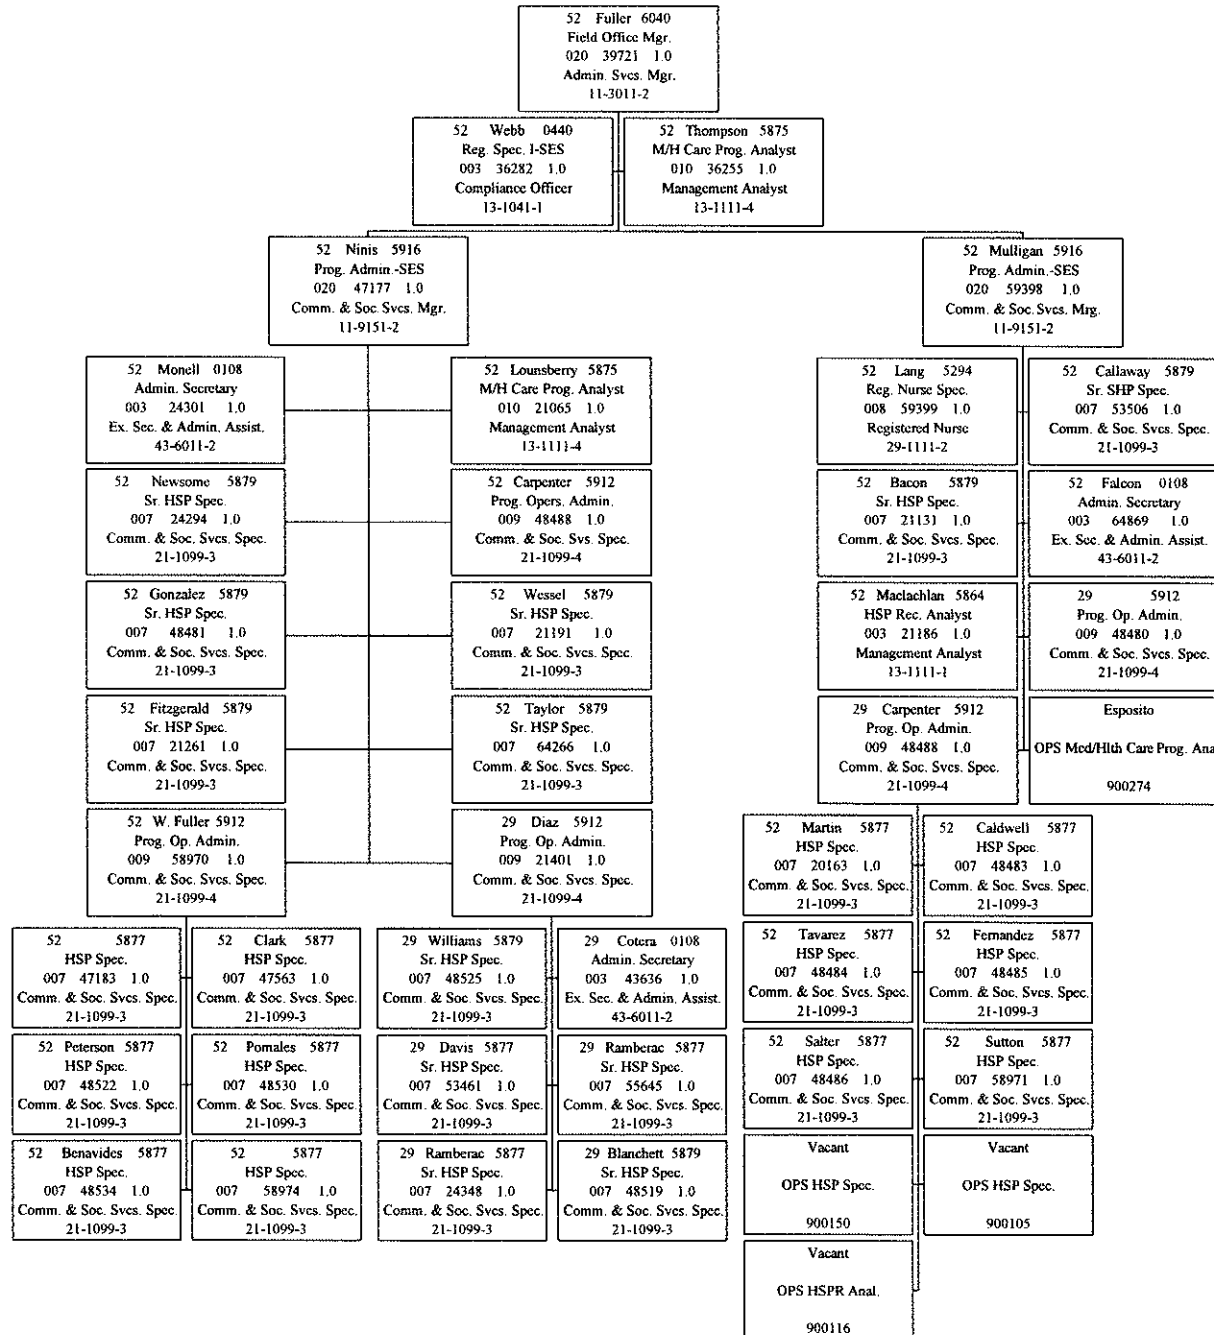 52 Fuller 6040
Field Office Mgr.
020 39721 1.0
Admin. Svcs. Mgr.
11-3011-2
52 Webb 0440
Reg. Spec. I-SES
003 36282 1.0
Compliance Officer
13-1041-1
52 Thompson 5875
M/H Care Prog. Analyst
010 36255 1.0
Management Analyst
13-1111-4
52 Ninis 5916
Prog. Admin.-SES
020 47177 1.0
Comm. & Soc. Svcs. Mgr.
11-9151-2
52 Mulligan 5916
Prog. Admin.-SES
020 59398 1.0
Comm. & Soc. Svcs. Mrg.
11-9151-2
52 Monell 0108
Admin. Secretary
003 24301 1.0
Ex. Sec. & Admin. Assist.
43-6011-2
52 Lounsberry 5875
M/H Care Prog. Analyst
010 21065 1.0
Management Analyst
13-1111-4
52 Lang 5294
Reg. Nurse Spec.
008 59399 1.0
Registered Nurse
29-1111-2
52 Callaway 5879
Sr. SHP Spec.
007 53506 1.0
Comm. & Soc. Svcs. Spec.
21-1099-3
52 Newsome 5879
Sr. HSP Spec.
007 24294 1.0
Comm. & Soc. Svcs. Spec.
21-1099-3
52 Carpenter 5912
Prog. Opers. Admin.
009 48488 1.0
Comm. & Soc. Svs. Spec.
21-1099-4
52 Bacon 5879
Sr. HSP Spec.
007 21131 1.0
Comm. & Soc. Svcs. Spec.
21-1099-3
52 Falcon 0108
Admin. Secretary
003 64869 1.0
Ex. Sec. & Admin. Assist.
43-6011-2
52 Gonzalez 5879
Sr. HSP Spec.
007 48481 1.0
Comm. & Soc. Svcs. Spec.
21-1099-3
52 Wessel 5879
Sr. HSP Spec.
007 21191 1.0
Comm. & Soc. Svcs. Spec.
21-1099-3
52 Maclachlan 5864
HSP Rec. Analyst
003 21186 1.0
Management Analyst
13-1111-1
29 5912
Prog. Op. Admin.
009 48480 1.0
Comm. & Soc. Svcs. Spec.
21-1099-4
52 Fitzgerald 5879
Sr. HSP Spec.
007 21261 1.0
Comm. & Soc. Svcs. Spec.
21-1099-3
52 Taylor 5879
Sr. HSP Spec.
007 64266 1.0
Comm. & Soc. Svcs. Spec.
21-1099-3
29 Carpenter 5912
Prog. Op. Admin.
009 48488 1.0
Comm. & Soc. Svcs. Spec.
21-1099-4
Esposito
OPS Med/Hlth Care Prog. Ana
900274
52 W. Fuller 5912
Prog. Op. Admin.
009 58970 1.0
Comm. & Soc. Svcs. Spec.
21-1099-4
29 Diaz 5912
Prog. Op. Admin.
009 21401 1.0
Comm. & Soc. Svcs. Spec.
21-1099-4
52 Martin 5877
HSP Spec.
007 20163 1.0
Comm. & Soc. Svcs. Spec.
21-1099-3
52 Caldwell 5877
HSP Spec.
007 48483 1.0
Comm. & Soc. Svcs. Spec.
21-1099-3
52 5877
HSP Spec.
007 47183 1.0
Comm. & Soc. Svcs. Spec.
21-1099-3
52 Clark 5877
HSP Spec.
007 47563 1.0
Comm. & Soc. Svcs. Spec.
21-1099-3
29 Williams 5879
Sr. HSP Spec.
007 48525 1.0
Comm. & Soc. Svcs. Spec.
21-1099-3
29 Cotera 0108
Admin. Secretary
003 43636 1.0
Ex. Sec. & Admin. Assist.
43-6011-2
52 Tavarez 5877
HSP Spec.
007 48484 1.0
Comm. & Soc. Svcs. Spec.
21-1099-3
52 Fernandez 5877
HSP Spec.
007 48485 1.0
Comm. & Soc. Svcs. Spec.
21-1099-3
52 Peterson 5877
HSP Spec.
007 48522 1.0
Comm. & Soc. Svcs. Spec.
21-1099-3
52 Pomales 5877
HSP Spec.
007 48530 1.0
Comm. & Soc. Svcs. Spec.
21-1099-3
29 Davis 5877
Sr. HSP Spec.
007 53461 1.0
Comm. & Soc. Svcs. Spec.
21-1099-3
29 Ramberac 5877
Sr. HSP Spec.
007 55645 1.0
Comm. & Soc. Svcs. Spec.
21-1099-3
52 Salter 5877
HSP Spec.
007 48486 1.0
Comm. & Soc. Svcs. Spec.
21-1099-3
52 Sutton 5877
HSP Spec.
007 58971 1.0
Comm. & Soc. Svcs. Spec.
21-1099-3
52 Benavides 5877
HSP Spec.
007 48534 1.0
Comm. & Soc. Svcs. Spec.
21-1099-3
52 5877
HSP Spec.
007 58974 1.0
Comm. & Soc. Svcs. Spec.
21-1099-3
29 Ramberac 5877
Sr. HSP Spec.
007 24348 1.0
Comm. & Soc. Svcs. Spec.
21-1099-3
29 Blanchett 5879
Sr. HSP Spec.
007 48519 1.0
Comm. & Soc. Svcs. Spec.
21-1099-3
Vacant
OPS HSP Spec.
900150
Vacant
OPS HSP Spec.
900105
Vacant
OPS HSPR Anal.
900116